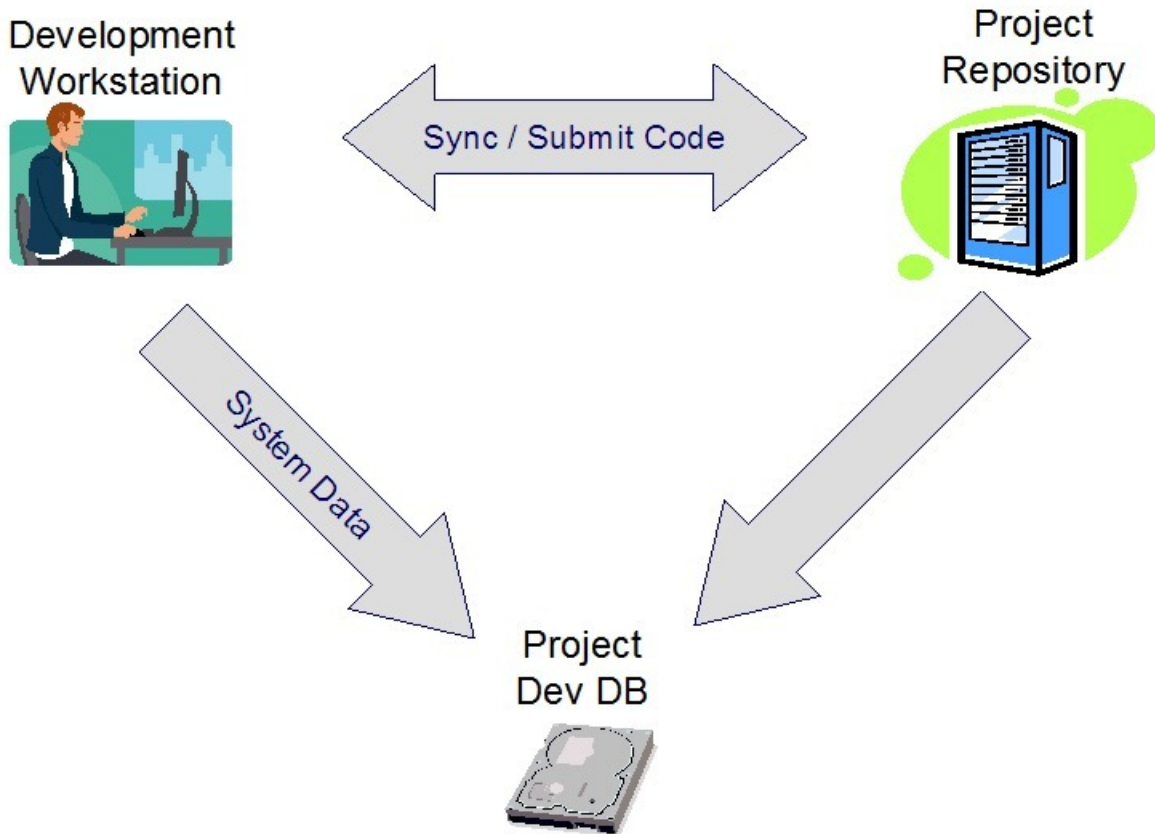 Development
Workstation
Project
Repository
Sync / Submit Code
System Data
Project
Dev DB